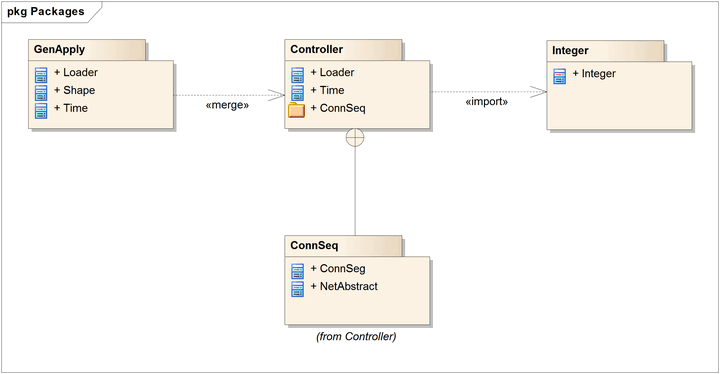 pkg Packages
GenApply
+ Loader
+ Shape
+ Time
«merge»
Controller
+ Loader
+ Time
+ ConnSeq
«import»
Integer
+ Integer
ConnSeq
+ ConnSeg
+ NetAbstract
(from Controller)